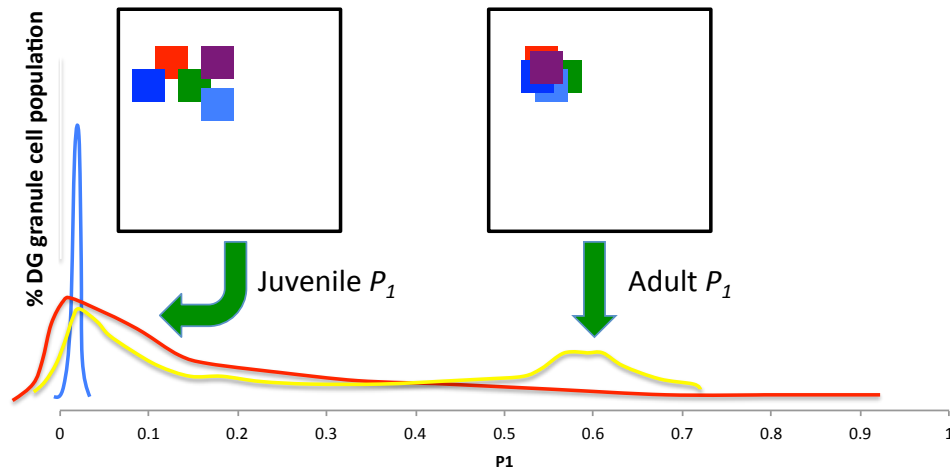 % DG granule cell population
Juvenile P1
Adult P1
0 0.1 0.2 0.3 0.4 0.5 0.6 0.7 0.8 0.9 1
P1